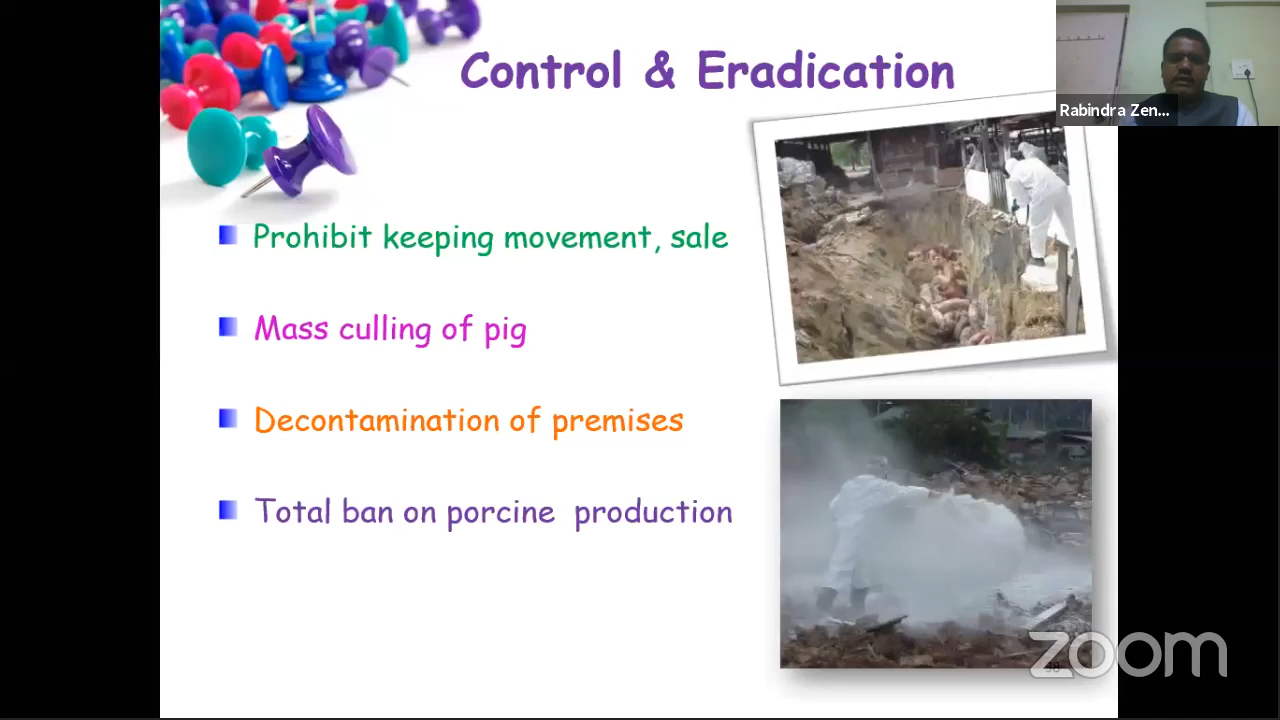 Control & Eradication
Rabindra Zen...
Prohibit keeping movement, sale
Mass culling of pig
Decontamination of premises
Total ban on porcine production
zoom